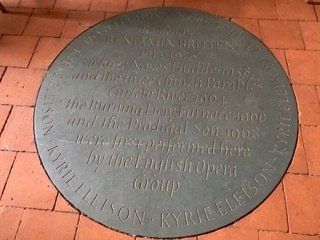 BENJAMIN BRITTEN
whose Noye's Fludde 1958
and the three Church Parables
Curlew River 1964
the Burning Fiery Furnace 1966
and the Prodigal Son 1968
were first performed here
by the English Opera
Group
KYRIE ELEISON · KYRIE ELEISON ·